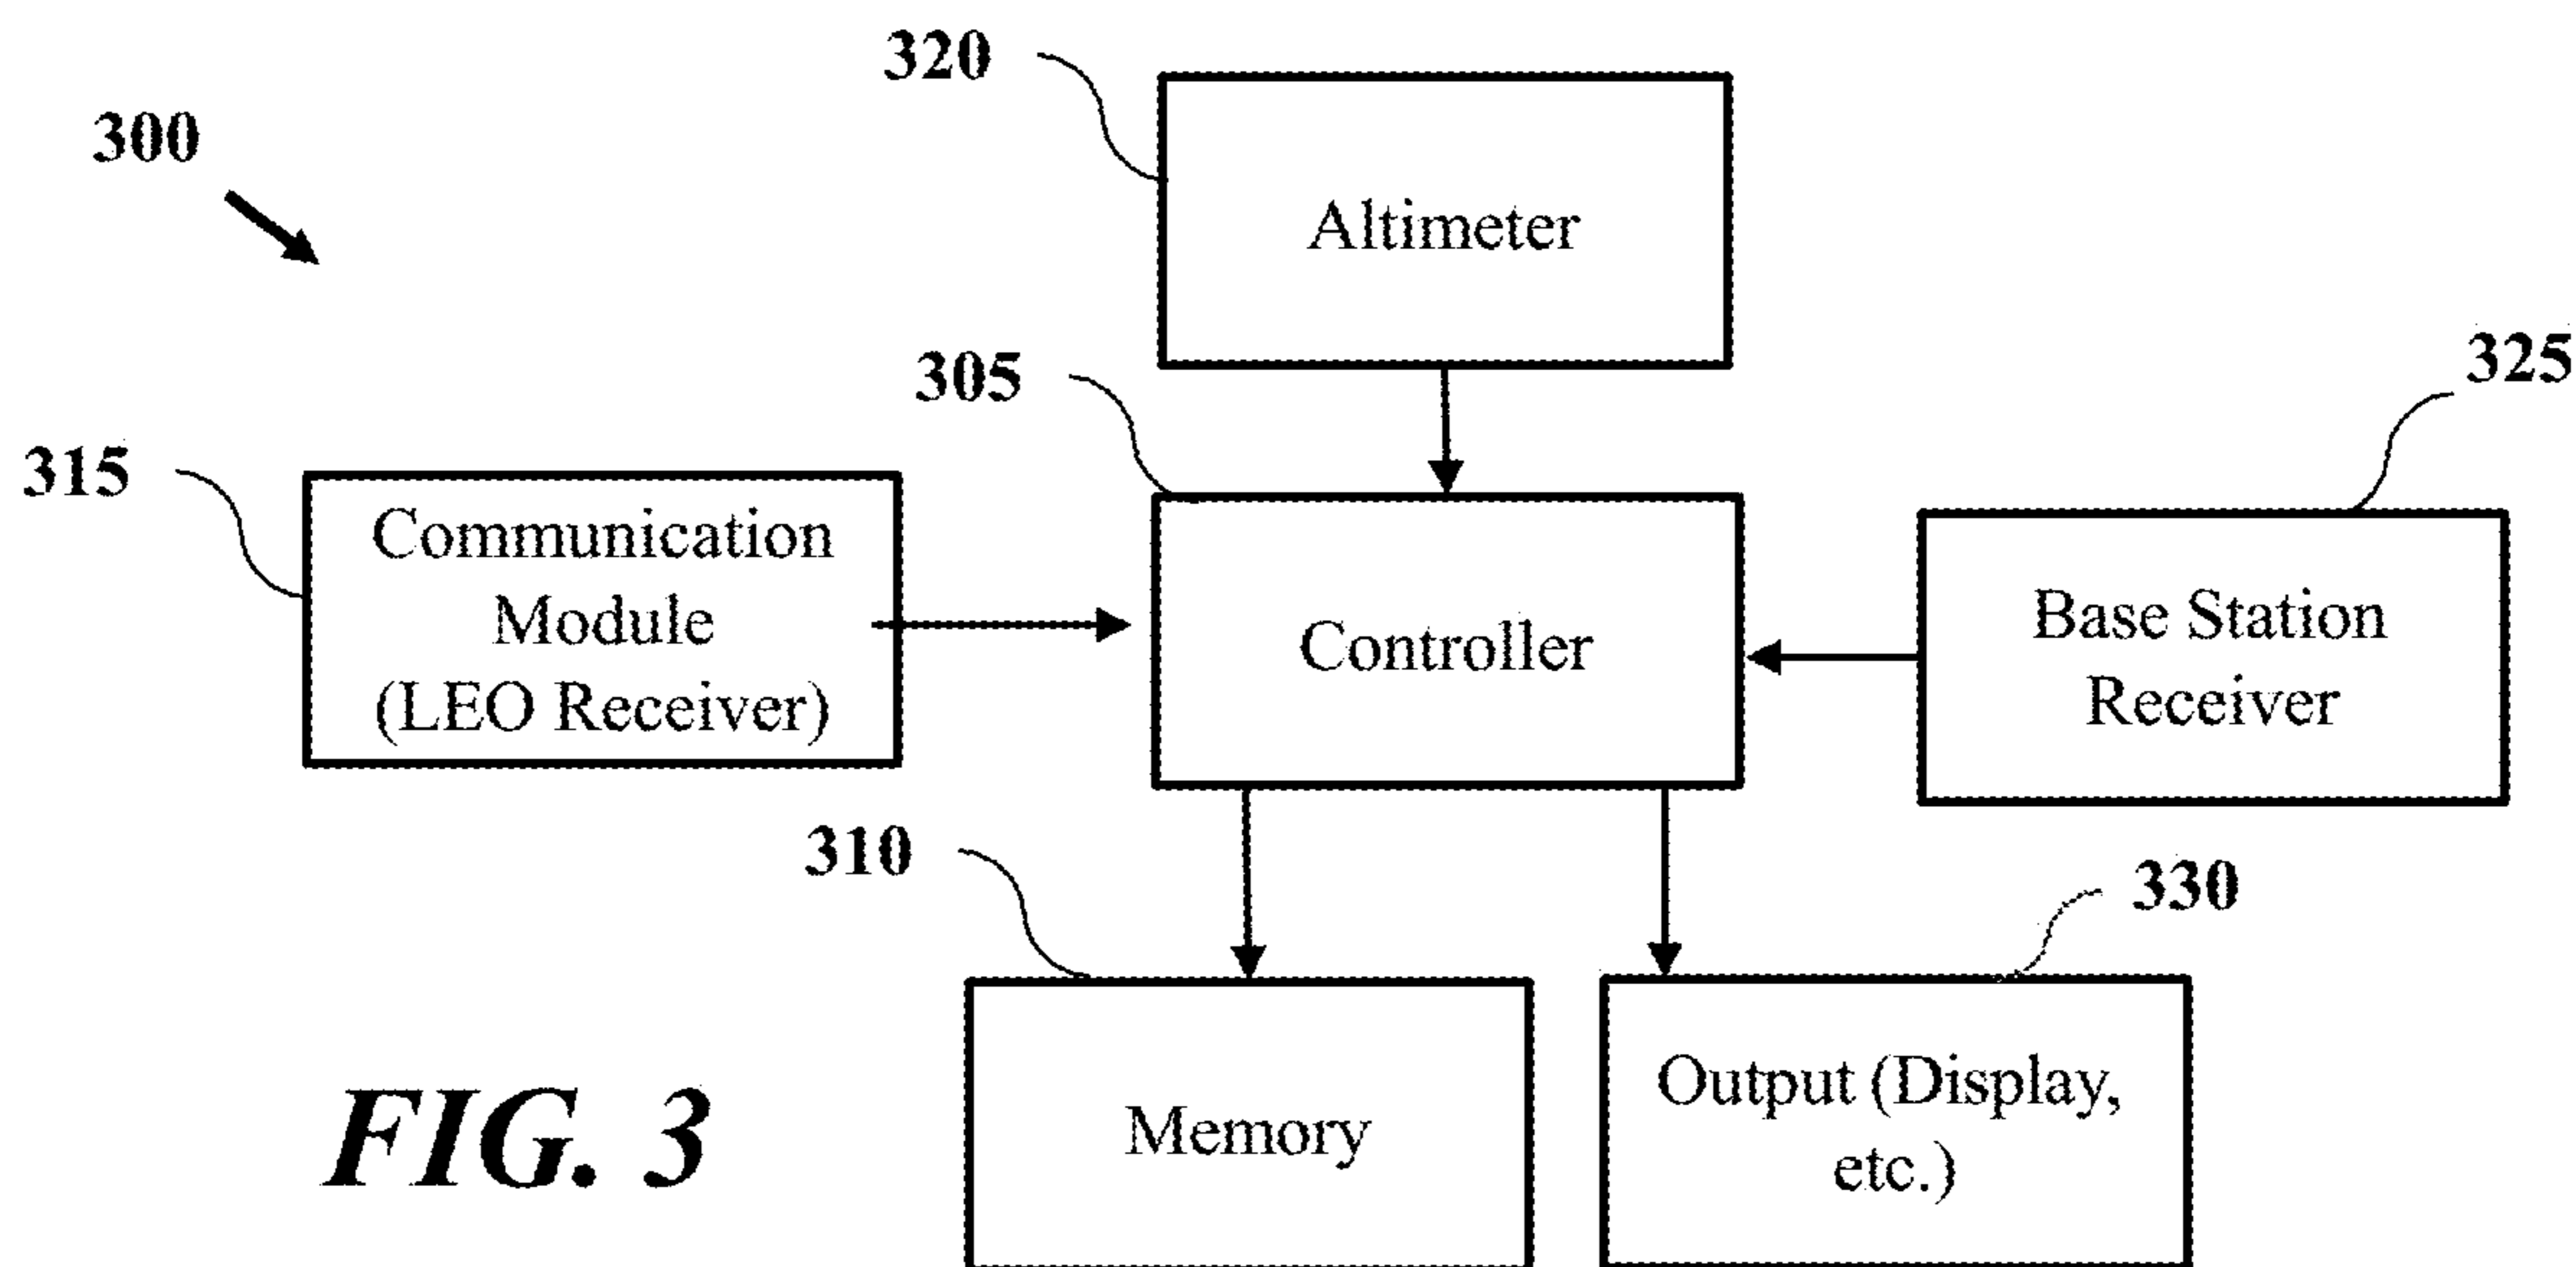 320
300
Altimeter
305
325
315
Communication
Module
(LEO Receiver)
Controller
Base Station
Receiver
310
330
Memory
Output (Display,
etc.)
FIG. 3